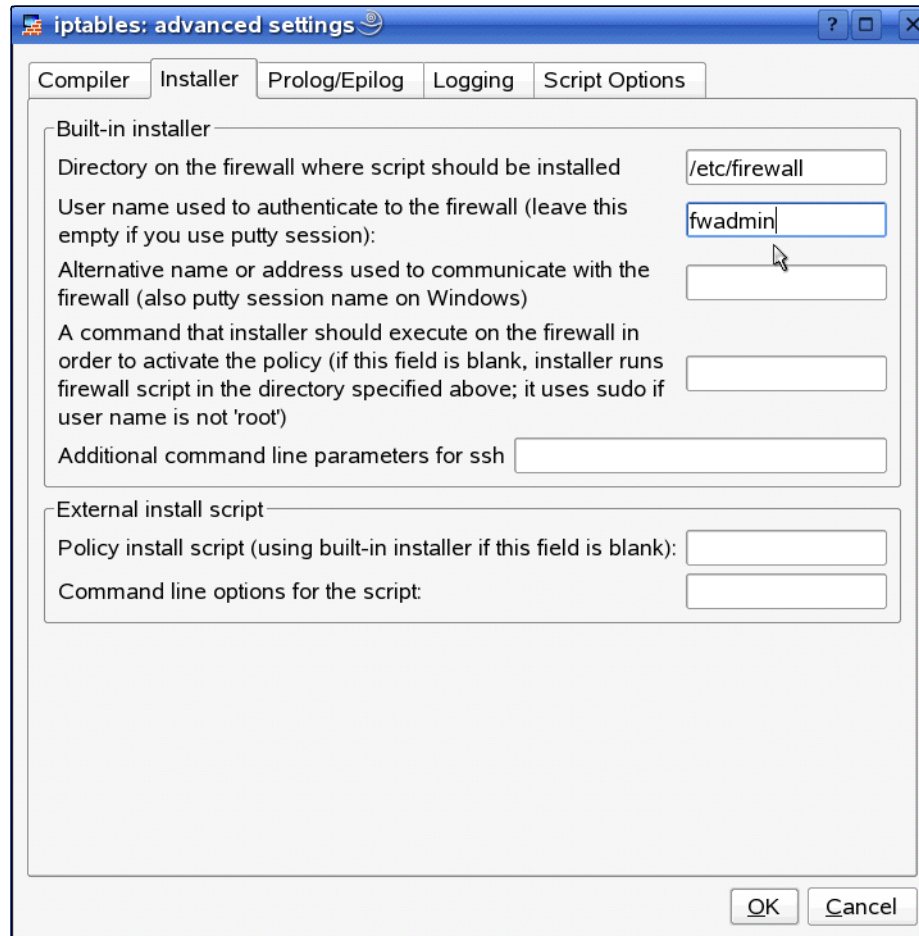 iptables: advanced settings
Compiler
Installer
Prolog/Epilog
Logging
Script Options
Built-in installer
Directory on the firewall where script should be installed
/etc/firewall
User name used to authenticate to the firewall (leave this
empty if you use putty session):
fwadmin
Alternative name or address used to communicate with the
firewall (also putty session name on Windows)
A command that installer should execute on the firewall in
order to activate the policy (if this field is blank, installer runs
firewall script in the directory specified above; it uses sudo if
user name is not 'root')
Additional command line parameters for ssh
External install script
Policy install script (using built-in installer if this field is blank):
Command line options for the script:
OK
Cancel